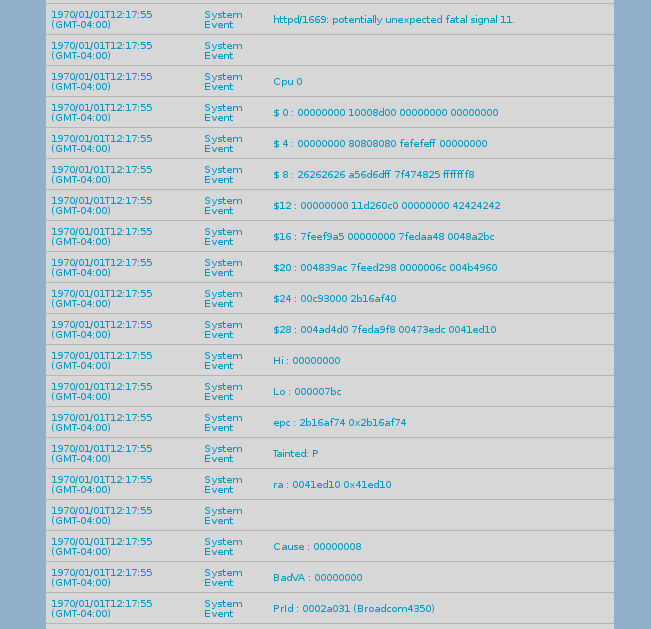 1970/01/01T12:17:55 (GMT-04:00) System Event httpd/1669: potentially unexpected fatal signal 11.
1970/01/01T12:17:55 (GMT-04:00) System Event
1970/01/01T12:17:55 (GMT-04:00) System Event Cpu 0
1970/01/01T12:17:55 (GMT-04:00) System Event $ 0 : 00000000 10008d00 00000000 00000000
1970/01/01T12:17:55 (GMT-04:00) System Event $ 4 : 00000000 80808080 fefefeff 00000000
1970/01/01T12:17:55 (GMT-04:00) System Event $ 8 : 26262626 a56d6dff 7f474825 fffffff8
1970/01/01T12:17:55 (GMT-04:00) System Event $12 : 00000000 11d260c0 00000000 42424242
1970/01/01T12:17:55 (GMT-04:00) System Event $16 : 7feef9a5 00000000 7fedaa48 0048a2bc
1970/01/01T12:17:55 (GMT-04:00) System Event $20 : 004839ac 7feed298 0000006c 004b4960
1970/01/01T12:17:55 (GMT-04:00) System Event $24 : 00c93000 2b16af40
1970/01/01T12:17:55 (GMT-04:00) System Event $28 : 004ad4d0 7feda9f8 00473edc 0041ed10
1970/01/01T12:17:55 (GMT-04:00) System Event Hi : 00000000
1970/01/01T12:17:55 (GMT-04:00) System Event Lo : 000007bc
1970/01/01T12:17:55 (GMT-04:00) System Event epc : 2b16af74 0x2b16af74
1970/01/01T12:17:55 (GMT-04:00) System Event Tainted: P
1970/01/01T12:17:55 (GMT-04:00) System Event ra : 0041ed10 0x41ed10
1970/01/01T12:17:55 (GMT-04:00) System Event
1970/01/01T12:17:55 (GMT-04:00) System Event Cause : 00000008
1970/01/01T12:17:55 (GMT-04:00) System Event BadVA : 00000000
1970/01/01T12:17:55 (GMT-04:00) System Event PrId : 0002a031 (Broadcom4350)